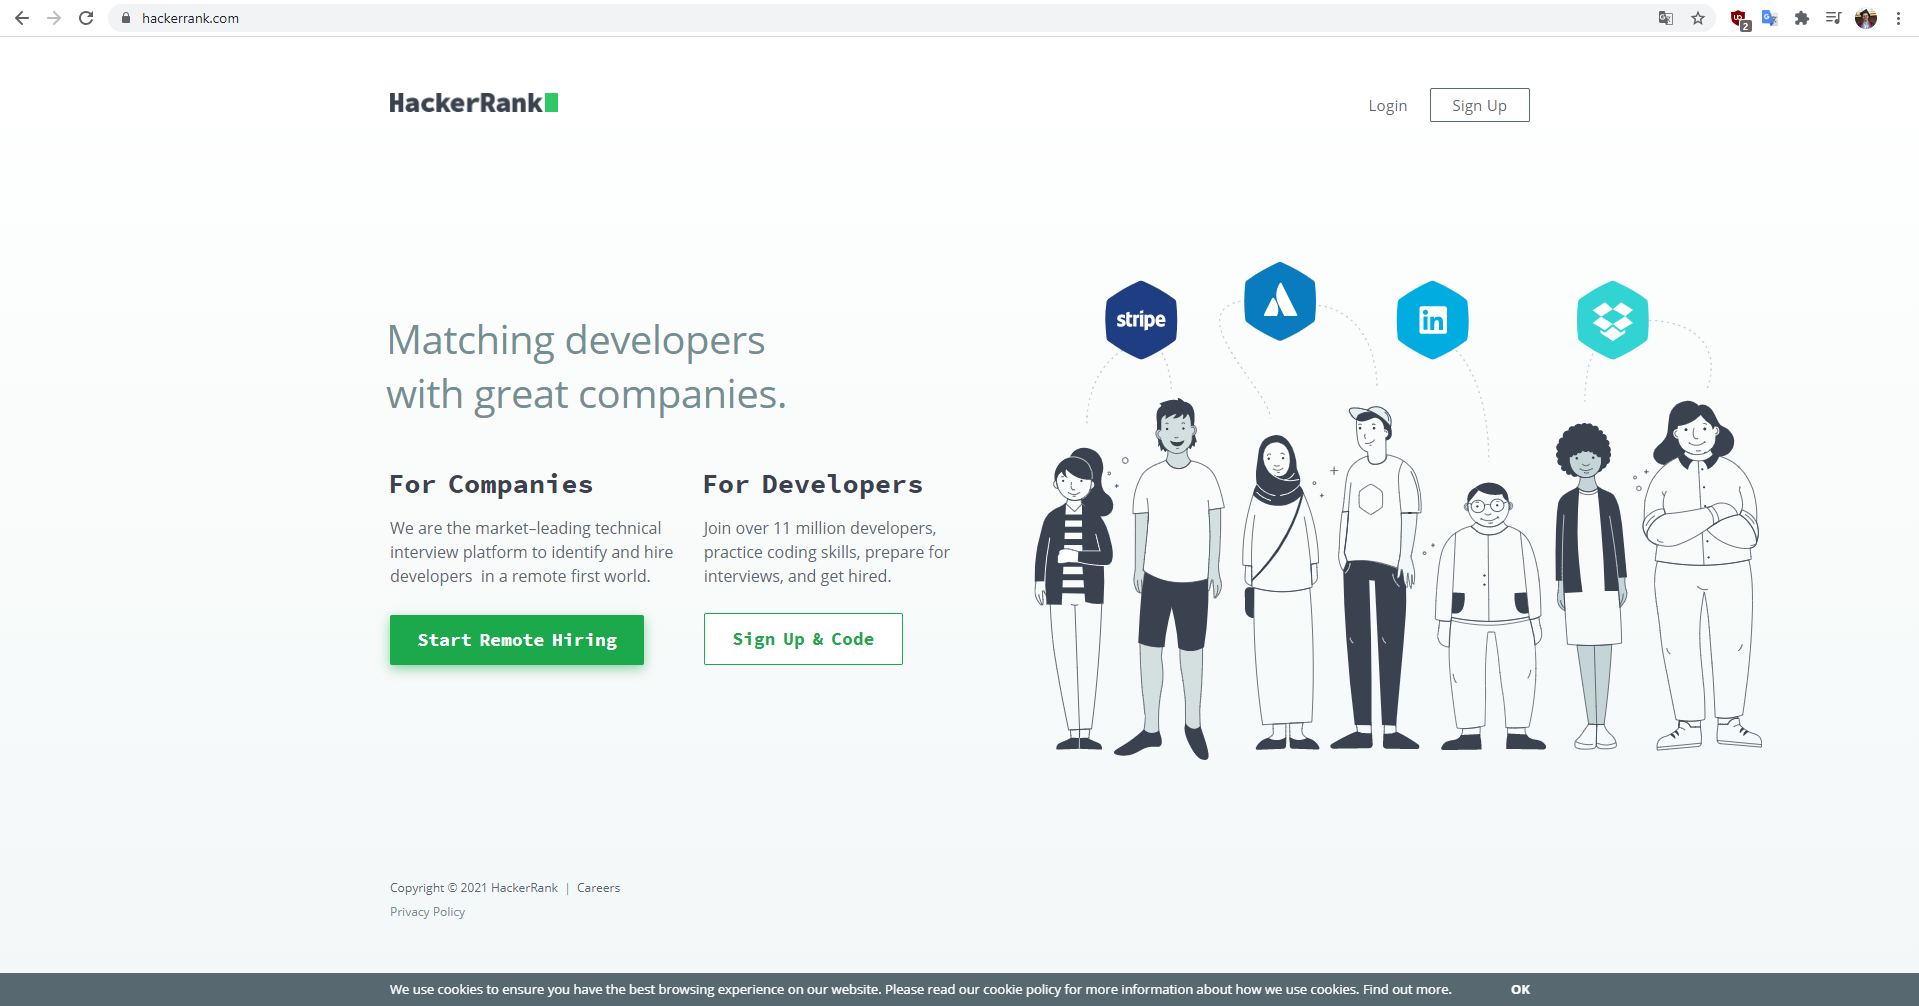 hackerrank.com
2
HackerRank
Login
Sign Up
stripe
in
Matching developers
with great companies.
For Companies
We are the market–leading technical
interview platform to identify and hire
developers in a remote first world.
Start Remote Hiring
For Developers
Join over 11 million developers,
practice coding skills, prepare for
interviews, and get hired.
Sign Up & Code
Copyright © 2021 HackerRank | Careers
Privacy Policy
We use cookies to ensure you have the best browsing experience on our website. Please read our cookie policy for more information about how we use cookies. Find out more.
OK